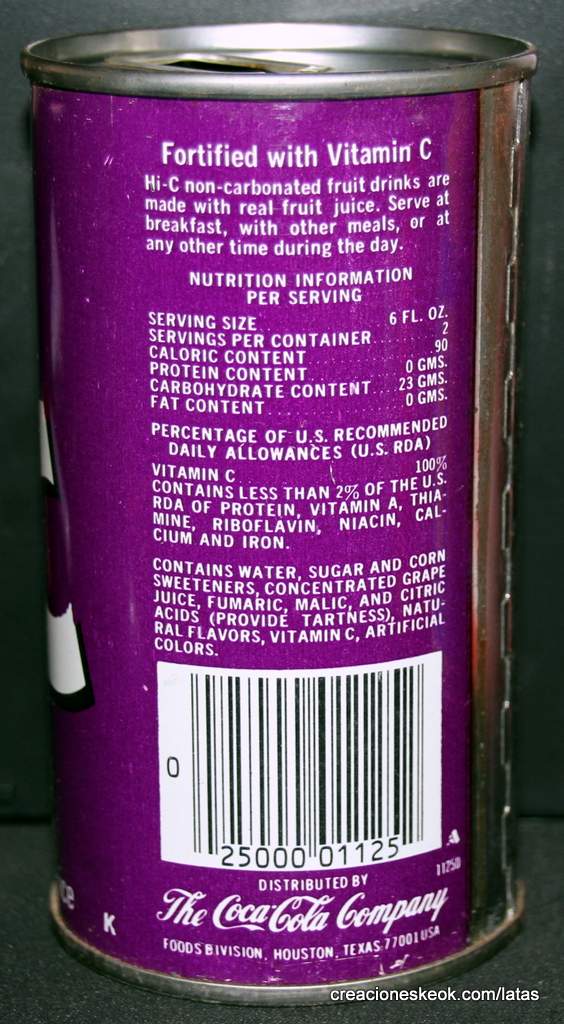 Fortified with Vitamin C
Hi-C non-carbonated fruit drinks are
made with real fruit juice. Serve at
breakfast, with other meals, or at
any other time during the day.
NUTRITION INFORMATION
PER SERVING
SERVING SIZE 6 FL. OZ.
SERVINGS PER CONTAINER 2
CALORIC CONTENT 90
PROTEIN CONTENT 0 GMS.
CARBOHYDRATE CONTENT 23 GMS.
FAT CONTENT 0 GMS.
PERCENTAGE OF U.S. RECOMMENDED
DAILY ALLOWANCES (U.S. RDA)
VITAMIN C 100%
CONTAINS LESS THAN 2% OF THE U.S.
RDA OF PROTEIN, VITAMIN A, THIA-
MINE, RIBOFLAVIN, NIACIN, CAL-
CIUM AND IRON.
CONTAINS WATER, SUGAR AND CORN
SWEETENERS, CONCENTRATED GRAPE
JUICE, FUMARIC, MALIC, AND CITRIC
ACIDS (PROVIDE TARTNESS), NATU-
RAL FLAVORS, VITAMIN C, ARTIFICIAL
COLORS.
0
25000 01125
DISTRIBUTED BY
The Coca-Cola Company
K
FOODS DIVISION, HOUSTON, TEXAS 77001 USA
creacioneskeok.com/latas